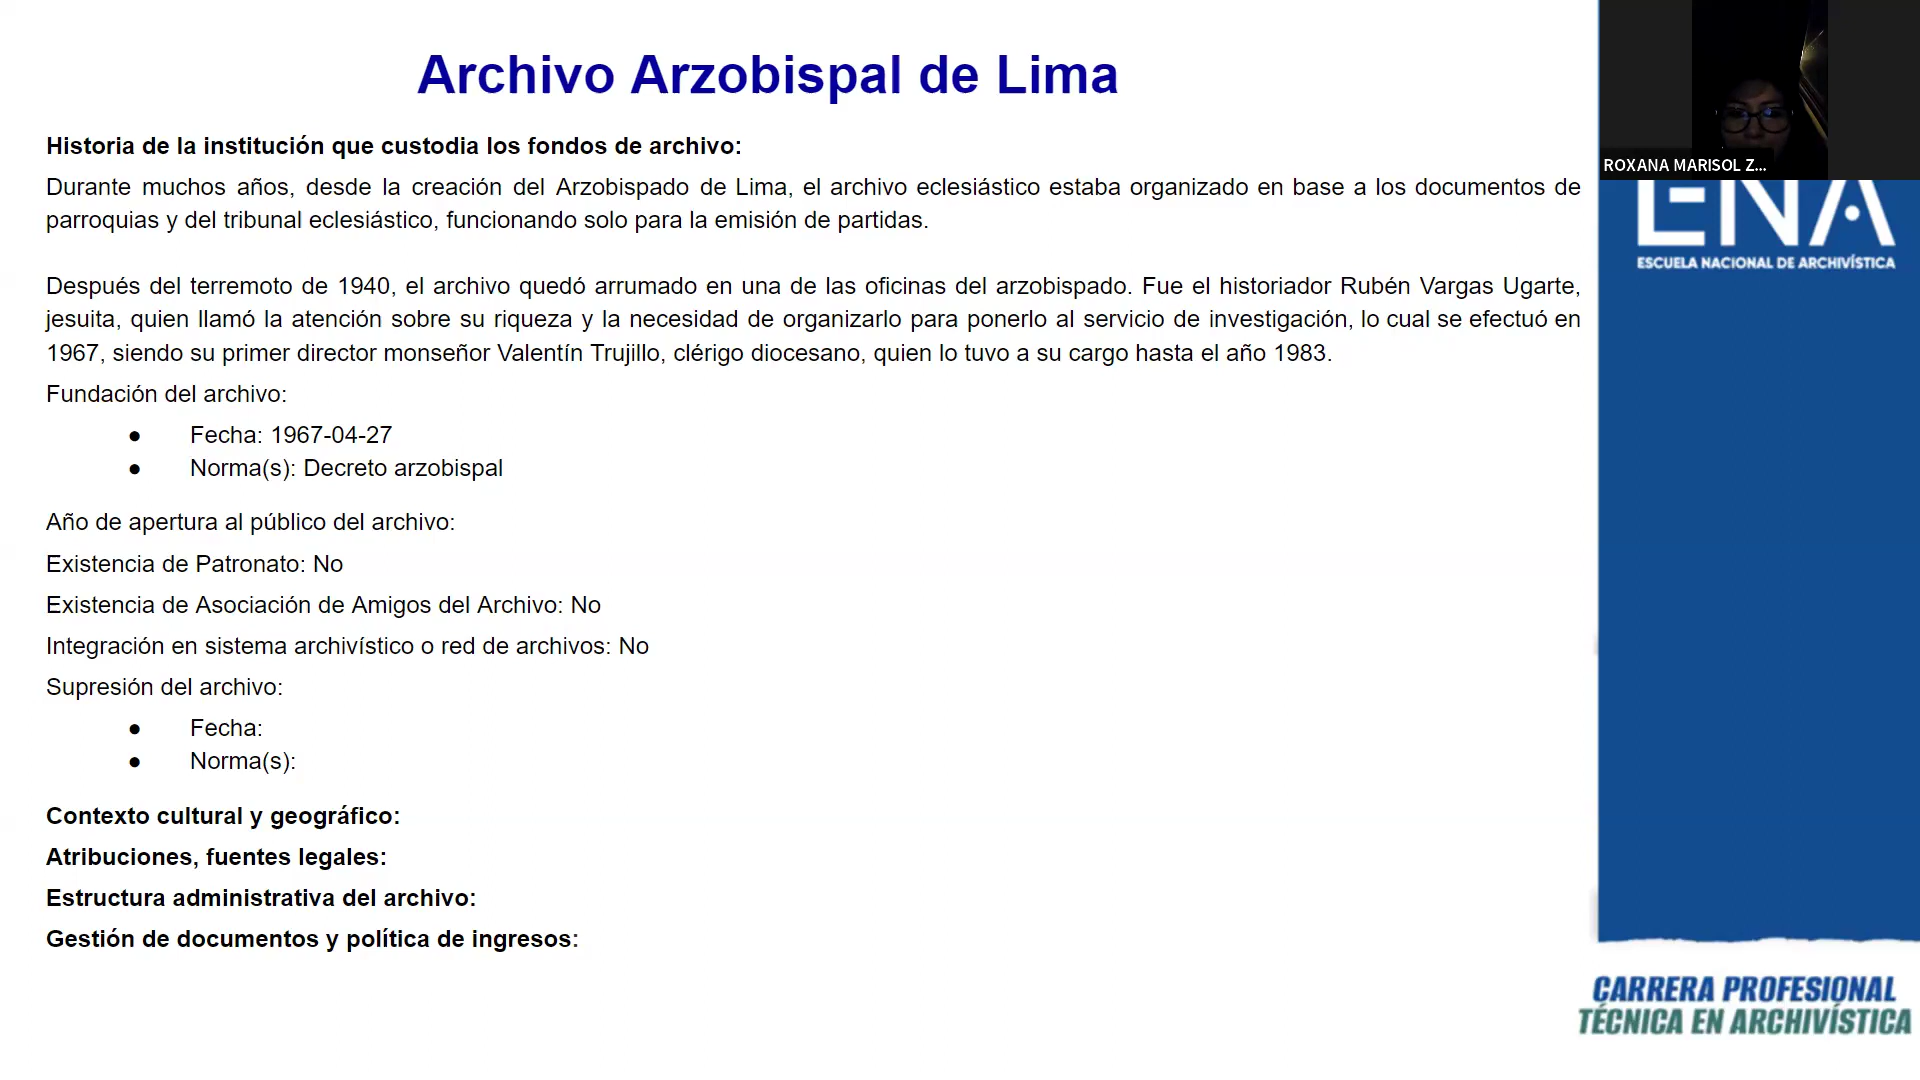 Archivo Arzobispal de Lima
ROXANA MARISOL Z...
Historia de la institución que custodia los fondos de archivo:
Durante muchos años, desde la creación del Arzobispado de Lima, el archivo eclesiástico estaba organizado en base a los documentos de
parroquias y del tribunal eclesiástico, funcionando solo para la emisión de partidas.
ENA
ESCUELA NACIONAL DE ARCHIVÍSTICA
Después del terremoto de 1940, el archivo quedó arrumado en una de las oficinas del arzobispado. Fue el historiador Rubén Vargas Ugarte,
jesuita, quien llamó la atención sobre su riqueza y la necesidad de organizarlo para ponerlo al servicio de investigación, lo cual se efectuó en
1967, siendo su primer director monseñor Valentín Trujillo, clérigo diocesano, quien lo tuvo a su cargo hasta el año 1983.
Fundación del archivo:
● Fecha: 1967-04-27
● Norma(s): Decreto arzobispal
Año de apertura al público del archivo:
Existencia de Patronato: No
Existencia de Asociación de Amigos del Archivo: No
Integración en sistema archivístico o red de archivos: No
Supresión del archivo:
● Fecha:
● Norma(s):
Contexto cultural y geográfico:
Atribuciones, fuentes legales:
Estructura administrativa del archivo:
Gestión de documentos y política de ingresos:
CARRERA PROFESIONAL
TÉCNICA EN ARCHIVÍSTICA